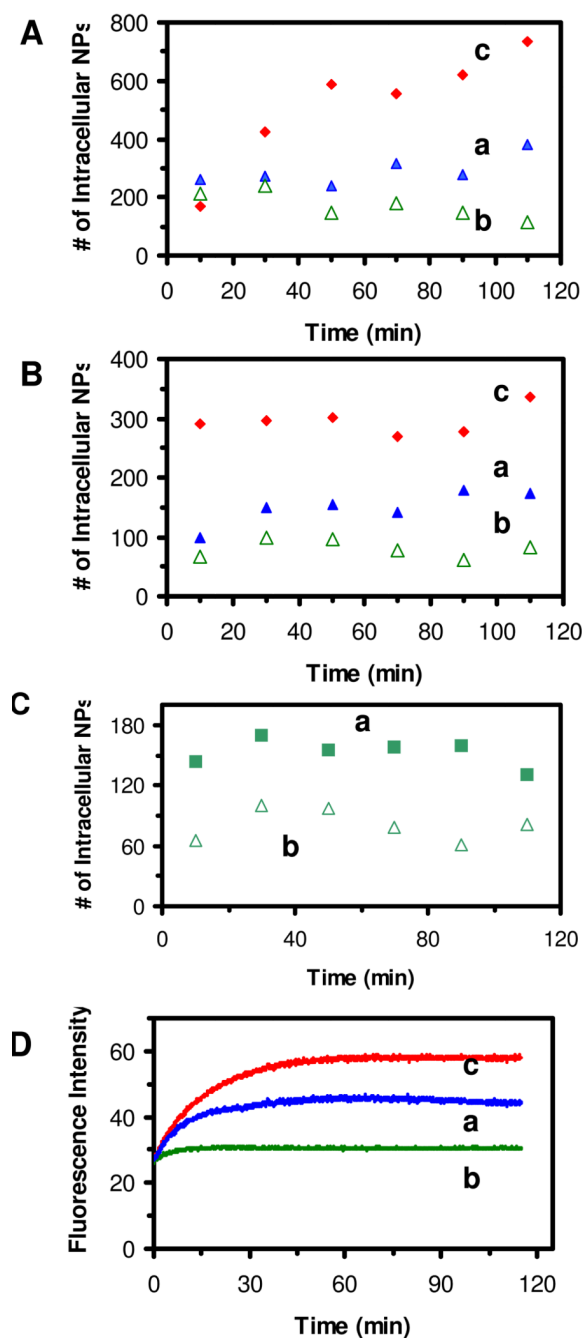 A
# of Intracellular NPs
800
600
400
200
0
c
a
b
0 20 40 60 80 100 120
Time (min)
B
# of Intracellular NPs
400
300
200
100
0
c
a
b
0 20 40 60 80 100 120
Time (min)
C
# of Intracellular NPs
180
120
60
0
a
b
0 40 80 120
Time (min)
D
Fluorescence Intensity
60
40
20
0
c
a
b
0 30 60 90 120
Time (min)